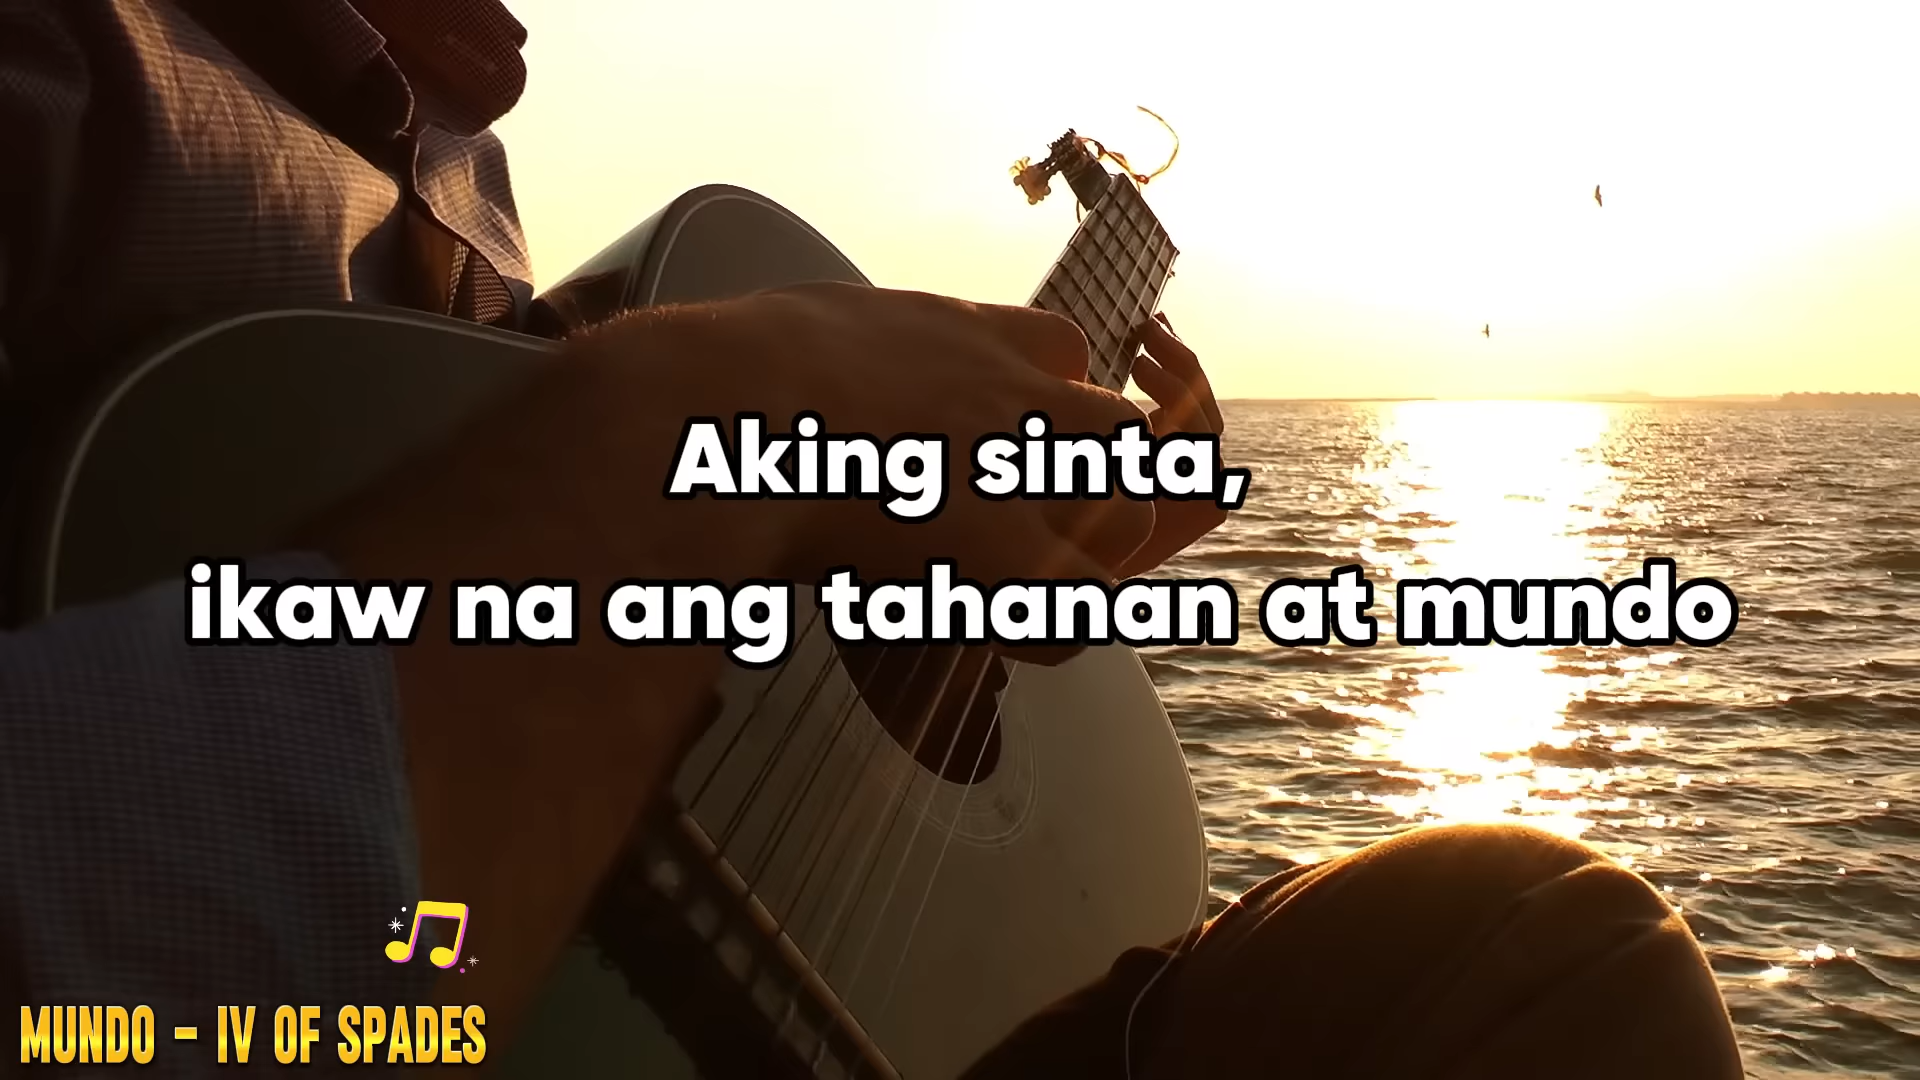 Aking sinta,
ikaw na ang tahanan at mundo
MUNDO - IV OF SPADES